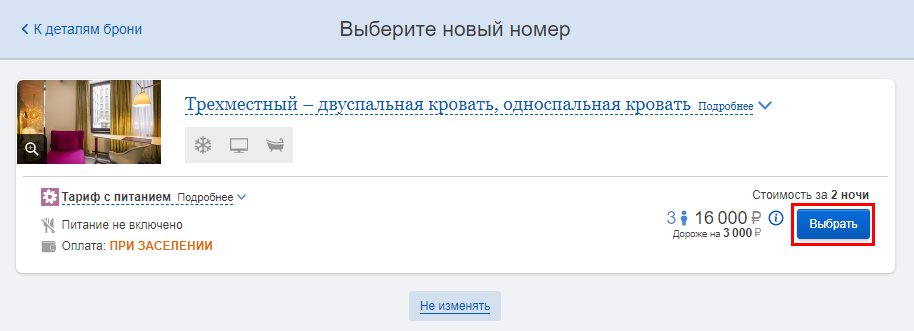 К деталям брони
Выберите новый номер
Трехместный – двуспальная кровать, односпальная кровать Подробнее
Тариф с питанием Подробнее
Стоимость за 2 ночи
Питание не включено
3 16 000 ₽
Выбрать
Дороже на 3 000 ₽
Оплата: ПРИ ЗАСЕЛЕНИИ
Не изменять